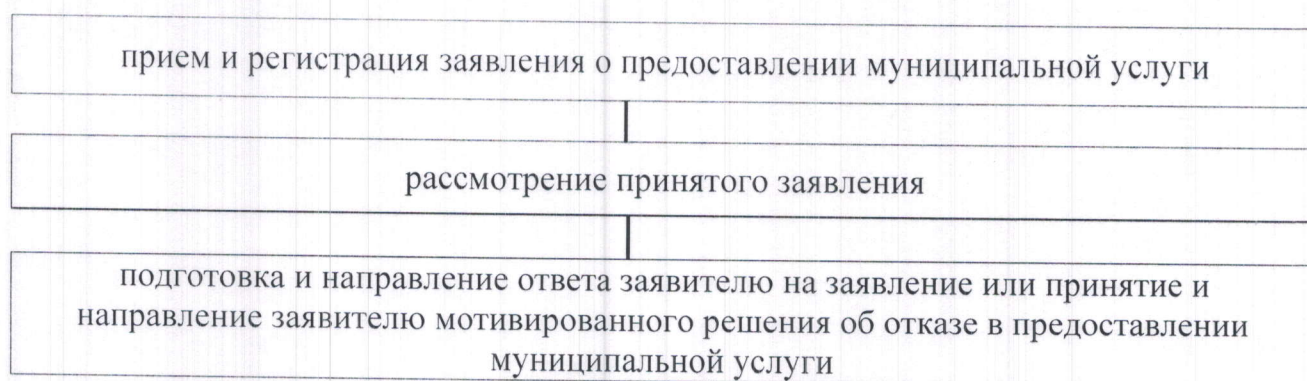 прием и регистрация заявления о предоставлении муниципальной услуги
рассмотрение принятого заявления
подготовка и направление ответа заявителю на заявление или принятие и
направление заявителю мотивированного решения об отказе в предоставлении
муниципальной услуги